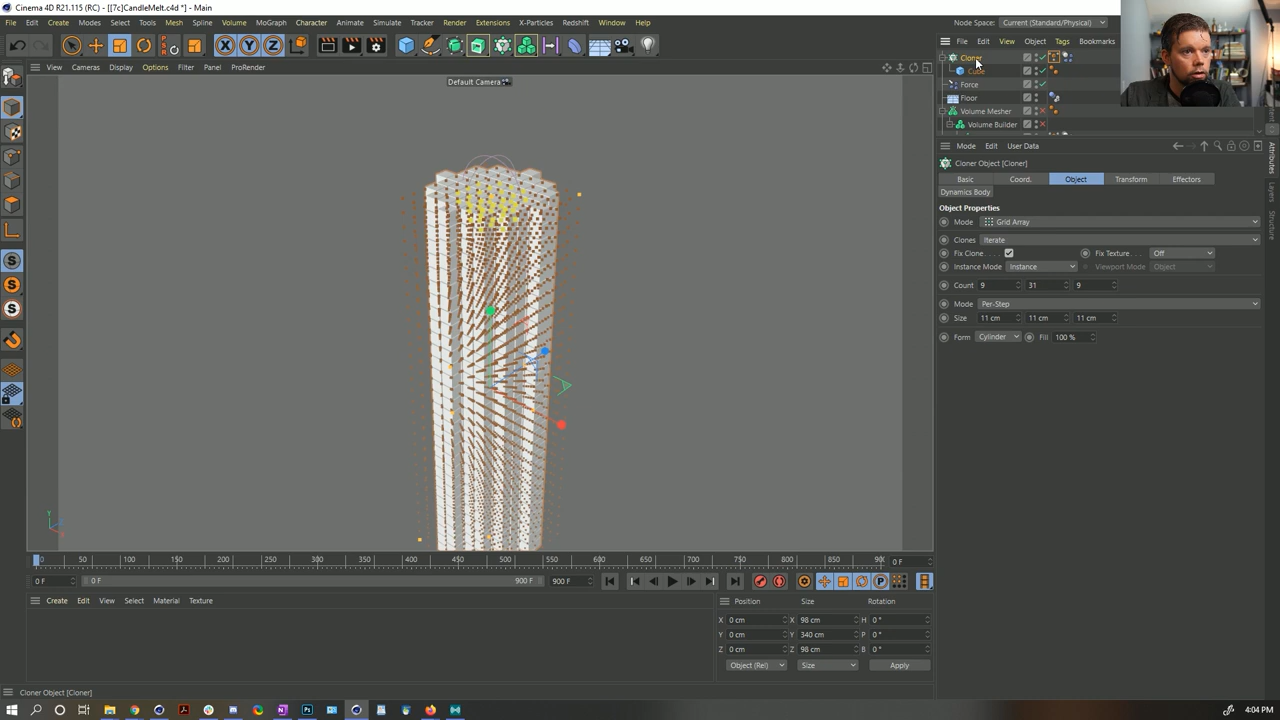 Cinema 4D R21.115 (RC) - [[7c]CandleMelt.c4d *] - Main
File Edit Create Modes Select Tools Mesh Spline Volume MoGraph Character Animate Simulate Tracker Render Extensions X-Particles Redshift Window Help Node Space: Current (Standard/Physical)
File Edit View Object Tags Bookmarks
View Cameras Display Options Filter Panel ProRender
Default Camera
Cloner
Cube
Force
Floor
Volume Mesher
Volume Builder
Mode Edit User Data
Cloner Object [Cloner]
Basic Coord. Object Transform Effectors
Dynamics Body
Object Properties
Mode Grid Array
Clones Iterate
Fix Clone Fix Texture Off
Instance Mode Instance Viewport Mode Object
Count 9 31 9
Mode Per-Step
Size 11 cm 11 cm 11 cm
Form Cylinder Fill 100 %
Attributes
Layers
Structure
0 50 100 150 200 250 300 350 400 450 500 550 600 650 700 750 800 850 90 0 F
0 F 0 F 900 F 900 F
Create Edit View Select Material Texture
Position Size Rotation
X 0 cm X 98 cm H 0 °
Y 0 cm Y 340 cm P 0 °
Z 0 cm Z 98 cm B 0 °
Object (Rel) Size Apply
Cloner Object [Cloner]
4:04 PM